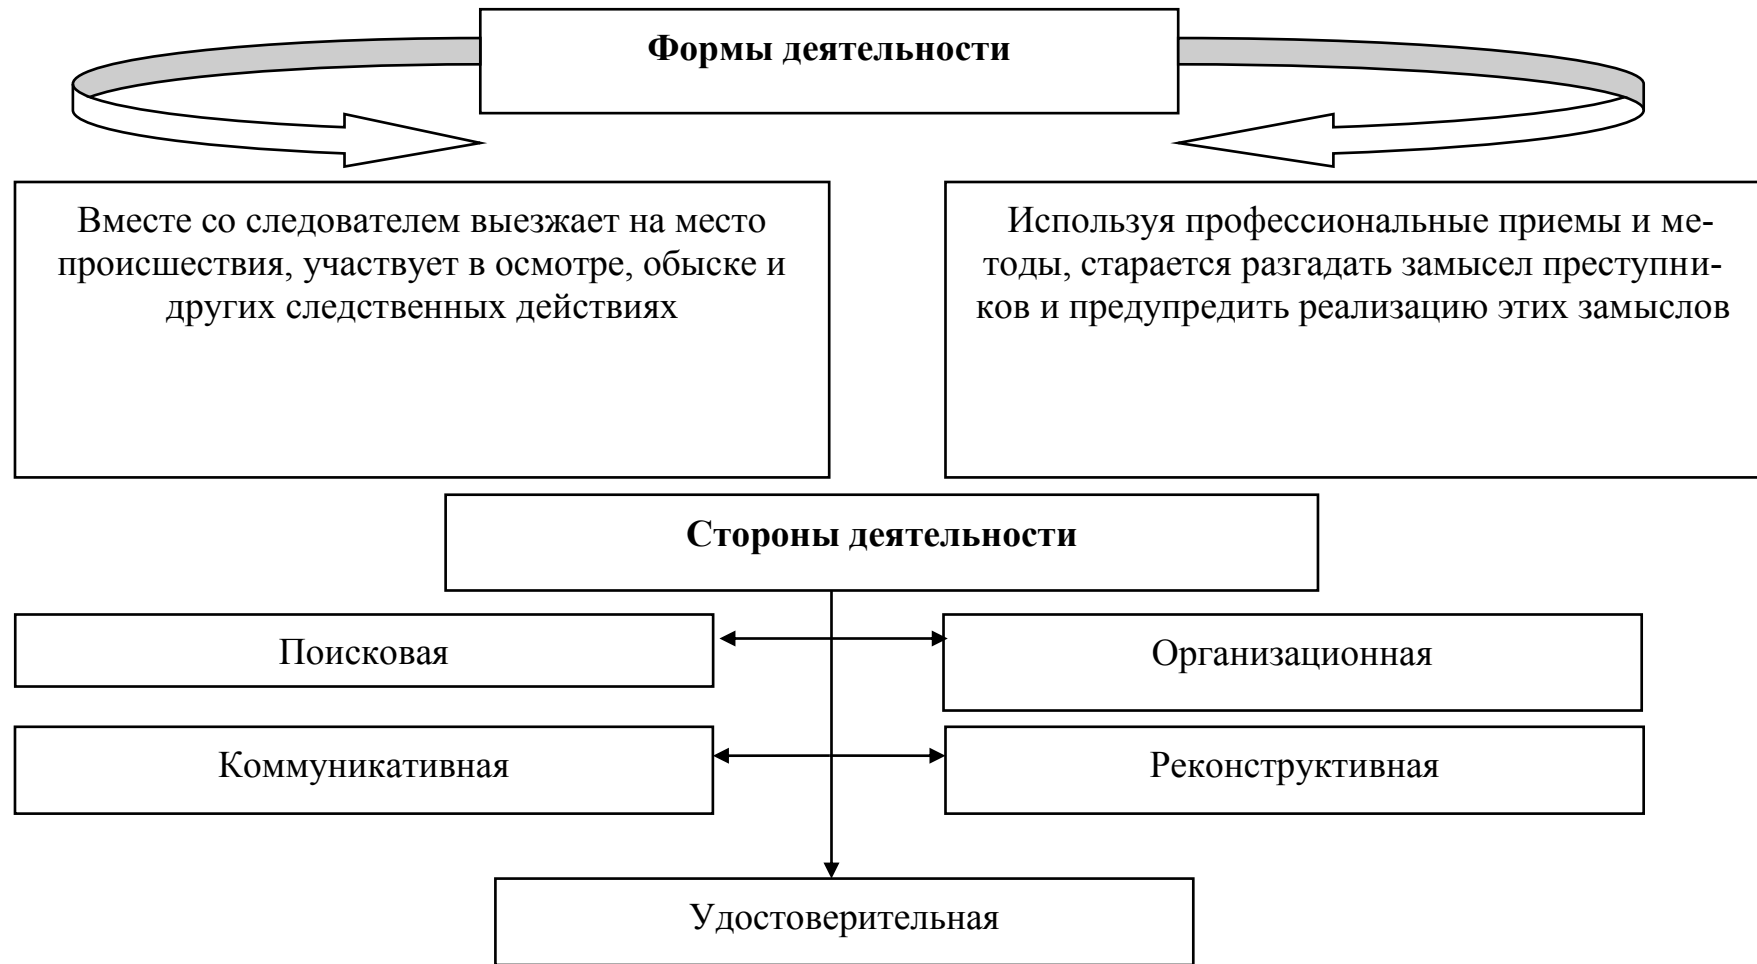 Формы деятельности
Вместе со следователем выезжает на место
происшествия, участвует в осмотре, обыске и
других следственных действиях
Используя профессиональные приемы и ме-
тоды, старается разгадать замысел преступни-
ков и предупредить реализацию этих замыслов
Стороны деятельности
Поисковая
Организационная
Коммуникативная
Реконструктивная
Удостоверительная